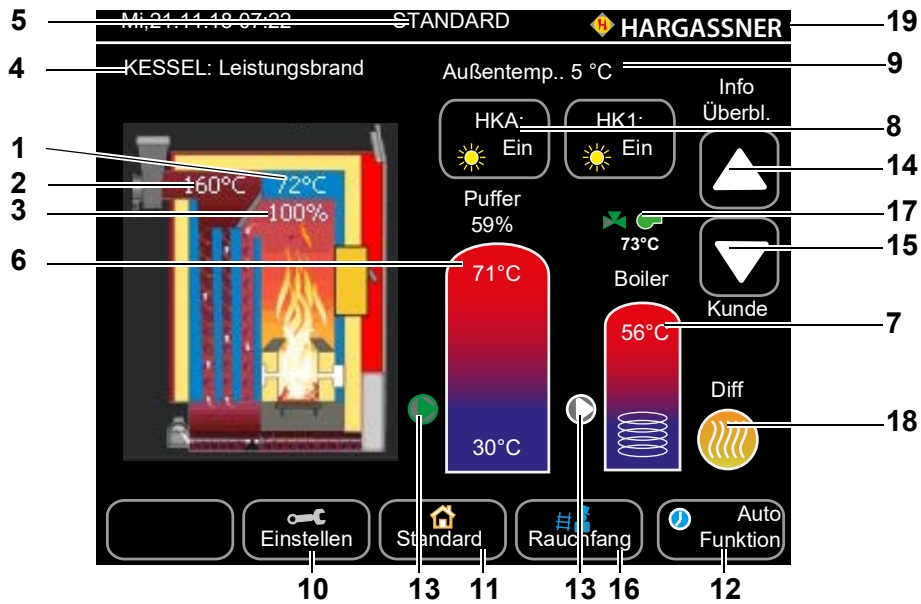 5
Mi,21.11.18 07:22
STANDARD
H HARGASSNER
19
4
KESSEL: Leistungsbrand
Außentemp.. 5 °C
9
Info
Überbl.
HKA:
Ein
HK1:
Ein
8
1
2
3
160°C
72°C
100%
14
Puffer
59%
17
73°C
15
6
71°C
Boiler
Kunde
56°C
7
Diff
18
30°C
Einstellen
Standard
Rauchfang
Auto
Funktion
10
13
11
13
16
12